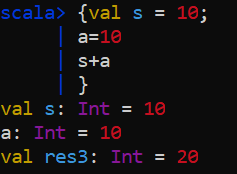 scala> {val s = 10;
| a=10
| s+a
| }
val s: Int = 10
a: Int = 10
val res3: Int = 20